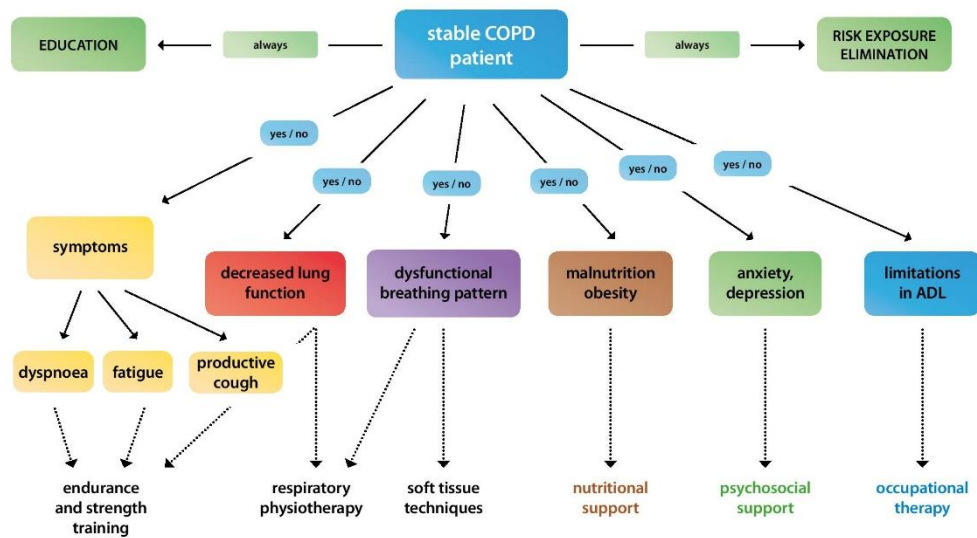 EDUCATION
always
stable COPD
patient
always
RISK EXPOSURE
ELIMINATION
yes / no
yes / no
yes / no
yes / no
yes / no
yes / no
symptoms
decreased lung
function
dysfunctional
breathing pattern
malnutrition
obesity
anxiety,
depression
limitations
in ADL
dyspnoea
fatigue
productive
cough
endurance
and strength
training
respiratory
physiotherapy
soft tissue
techniques
nutritional
support
psychosocial
support
occupational
therapy